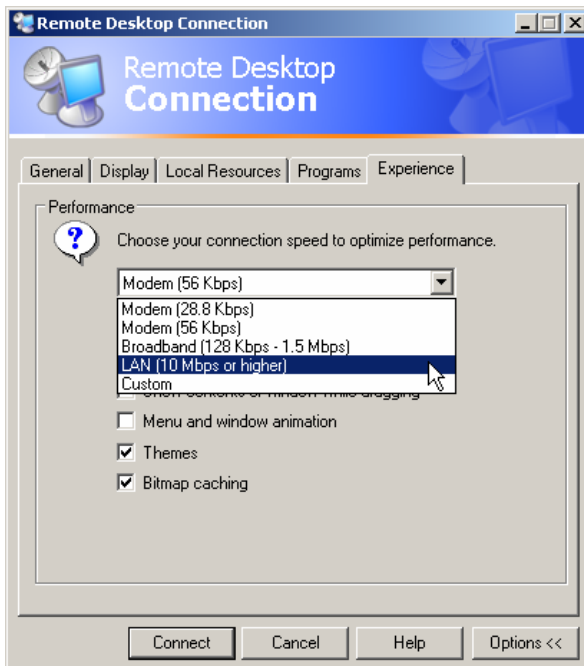 Remote Desktop Connection
Remote Desktop
Connection
General Display Local Resources Programs Experience
Performance
Choose your connection speed to optimize performance.
Modem (56 Kbps)
Modem (28.8 Kbps)
Modem (56 Kbps)
Broadband (128 Kbps - 1.5 Mbps)
LAN (10 Mbps or higher)
Custom
Menu and window animation
Themes
Bitmap caching
Connect Cancel Help Options <<